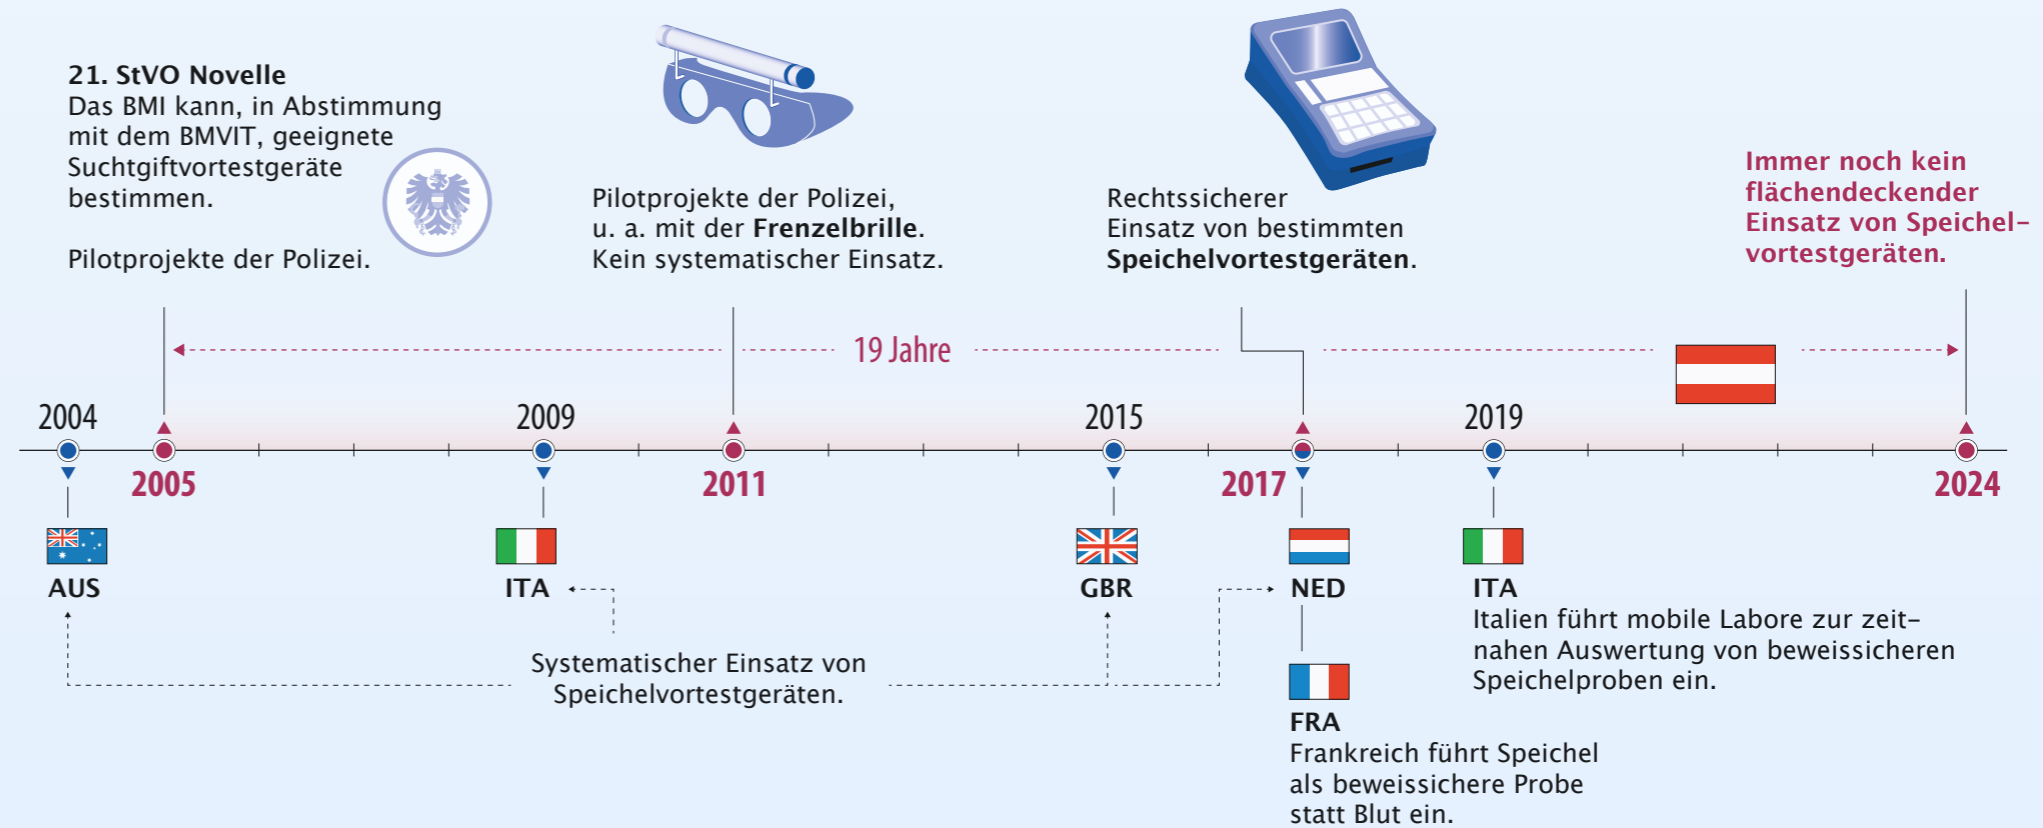 21. StVO Novelle
Das BMI kann, in Abstimmung
mit dem BMVIT, geeignete
Suchtgiftvortestgeräte
bestimmen.
Pilotprojekte der Polizei.
Pilotprojekte der Polizei,
u. a. mit der Frenzelbrille.
Kein systematischer Einsatz.
Rechtssicherer
Einsatz von bestimmten
Speichelvortestgeräten.
Immer noch kein
flächendeckender
Einsatz von Speichel–
vortestgeräten.
19 Jahre
2004
2009
2015
2019
2005
2011
2017
2024
AUS
ITA
GBR
NED
ITA
Italien führt mobile Labore zur zeit–
nahen Auswertung von beweissicheren
Speichelproben ein.
Systematischer Einsatz von
Speichelvortestgeräten.
FRA
Frankreich führt Speichel
als beweissichere Probe
statt Blut ein.